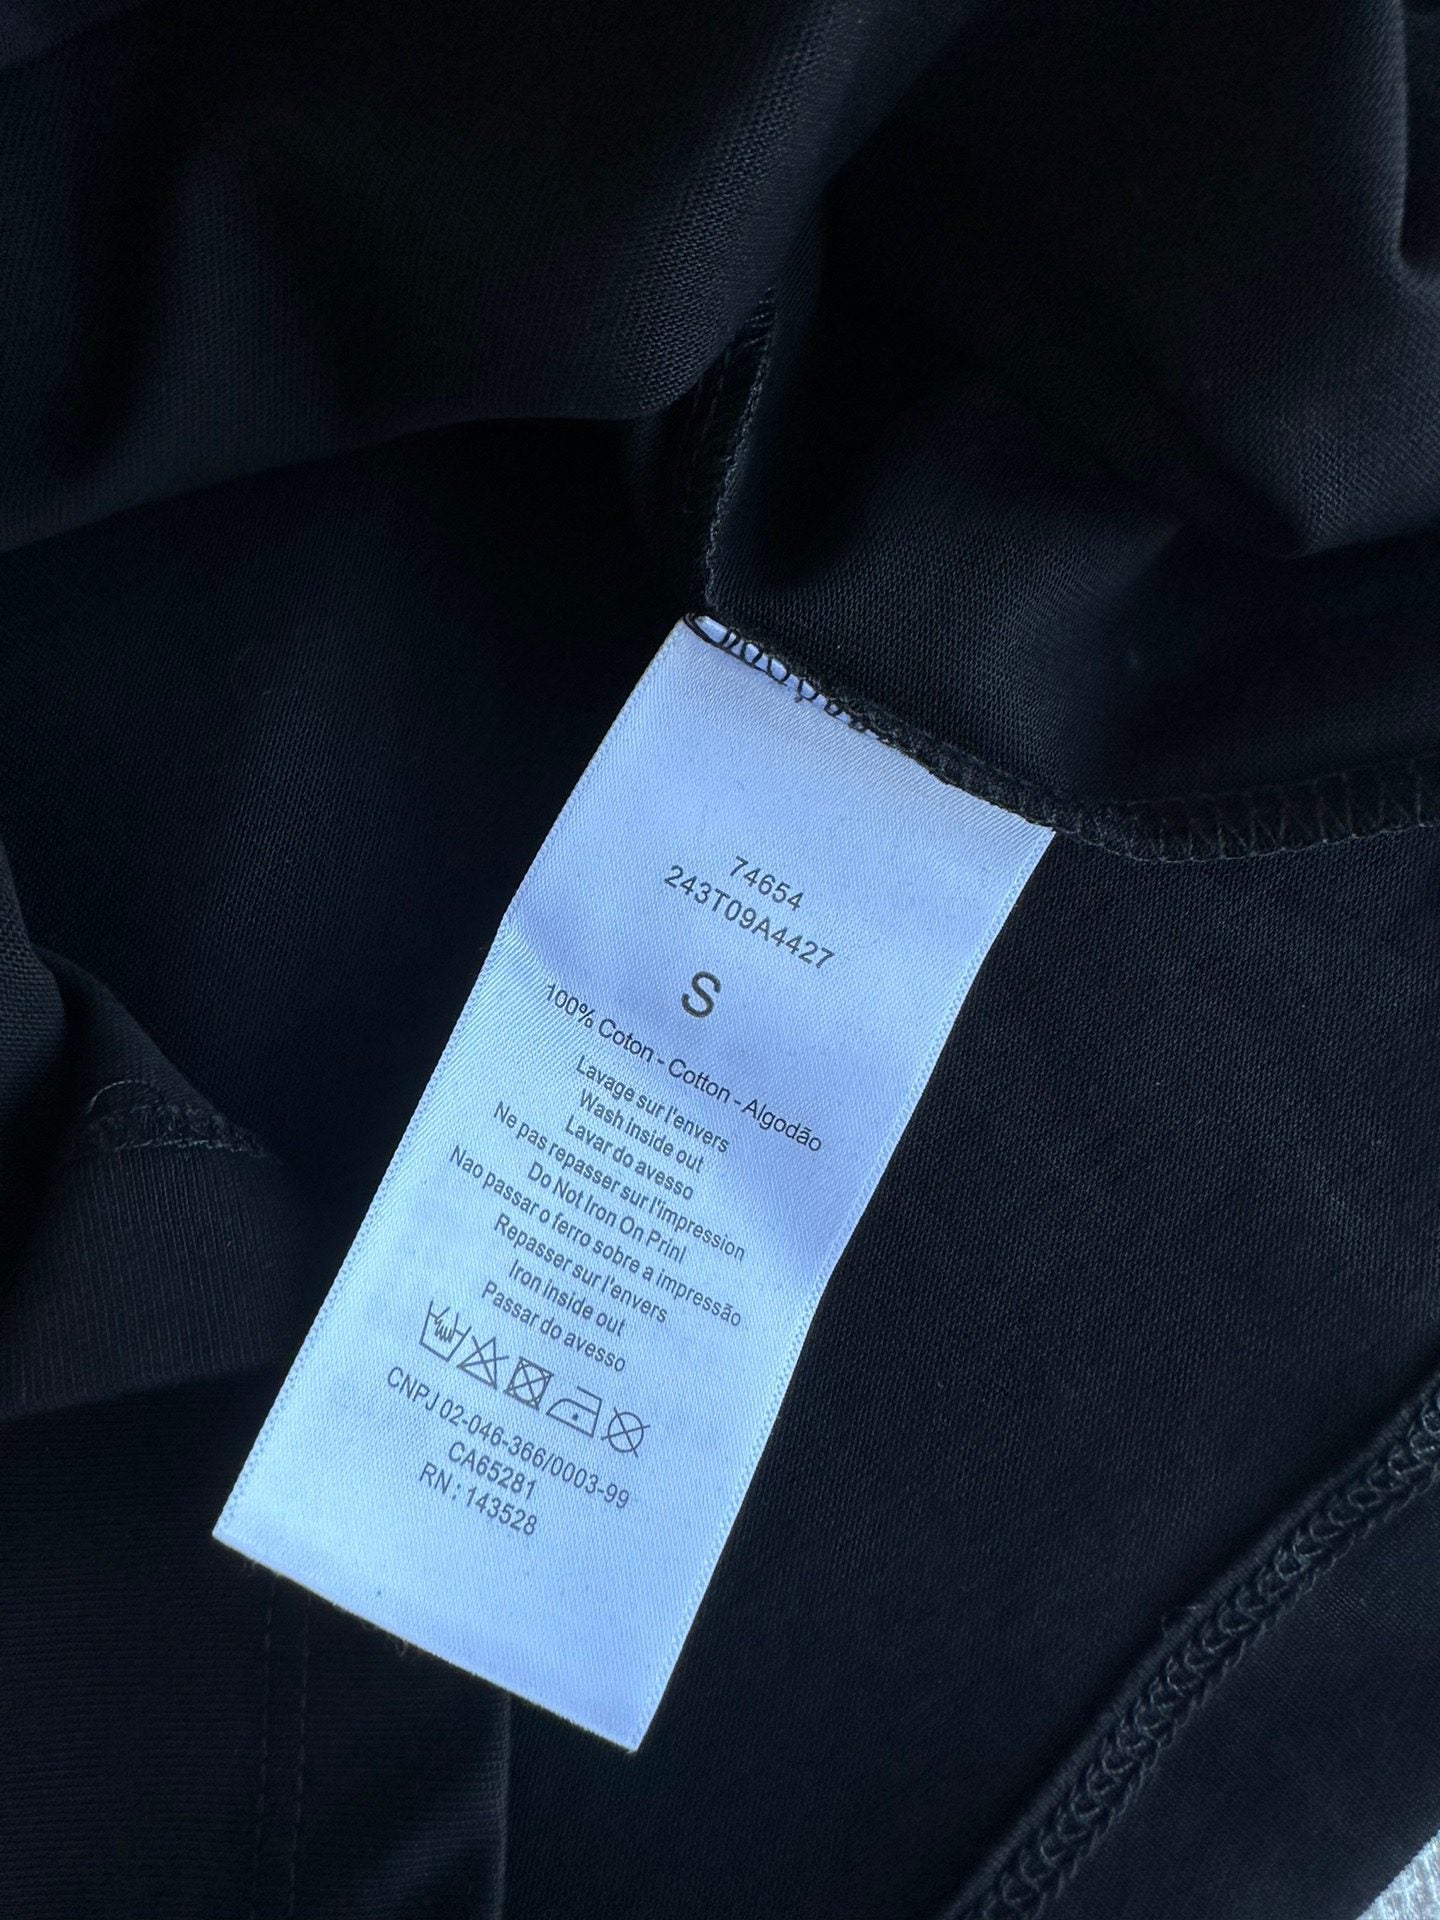 74654
243T09A4427
S
100% Coton - Cotton - Algodão
Lavage sur l'envers
Wash inside out
Lavar do avesso
Ne pas repasser sur l'impression
Do Not Iron On Prinl
Nao passar o ferro sobre a impressão
Repasser sur l'envers
Iron inside out
Passar do avesso
CNPJ 02-046-366/0003-99
CA65281
RN : 143528